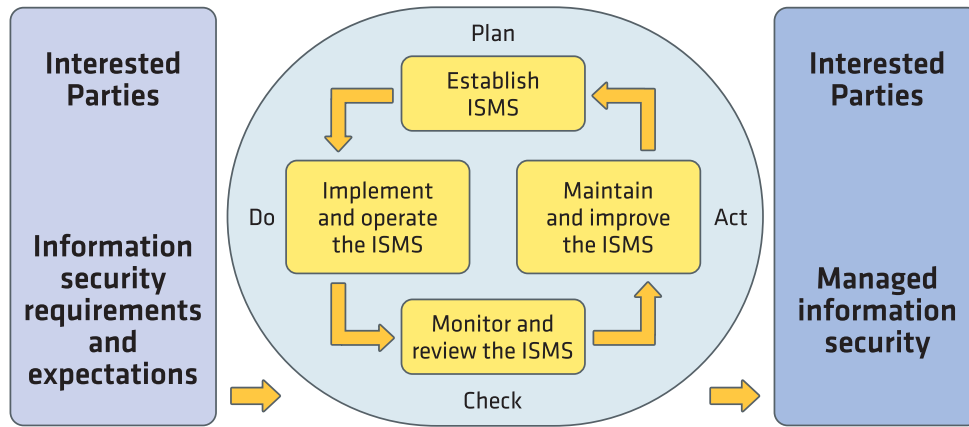 Interested
Parties
Information
security
requirements
and
expectations
Plan
Establish
ISMS
Do
Implement
and operate
the ISMS
Maintain
and improve
the ISMS
Act
Monitor and
review the ISMS
Check
Interested
Parties
Managed
information
security